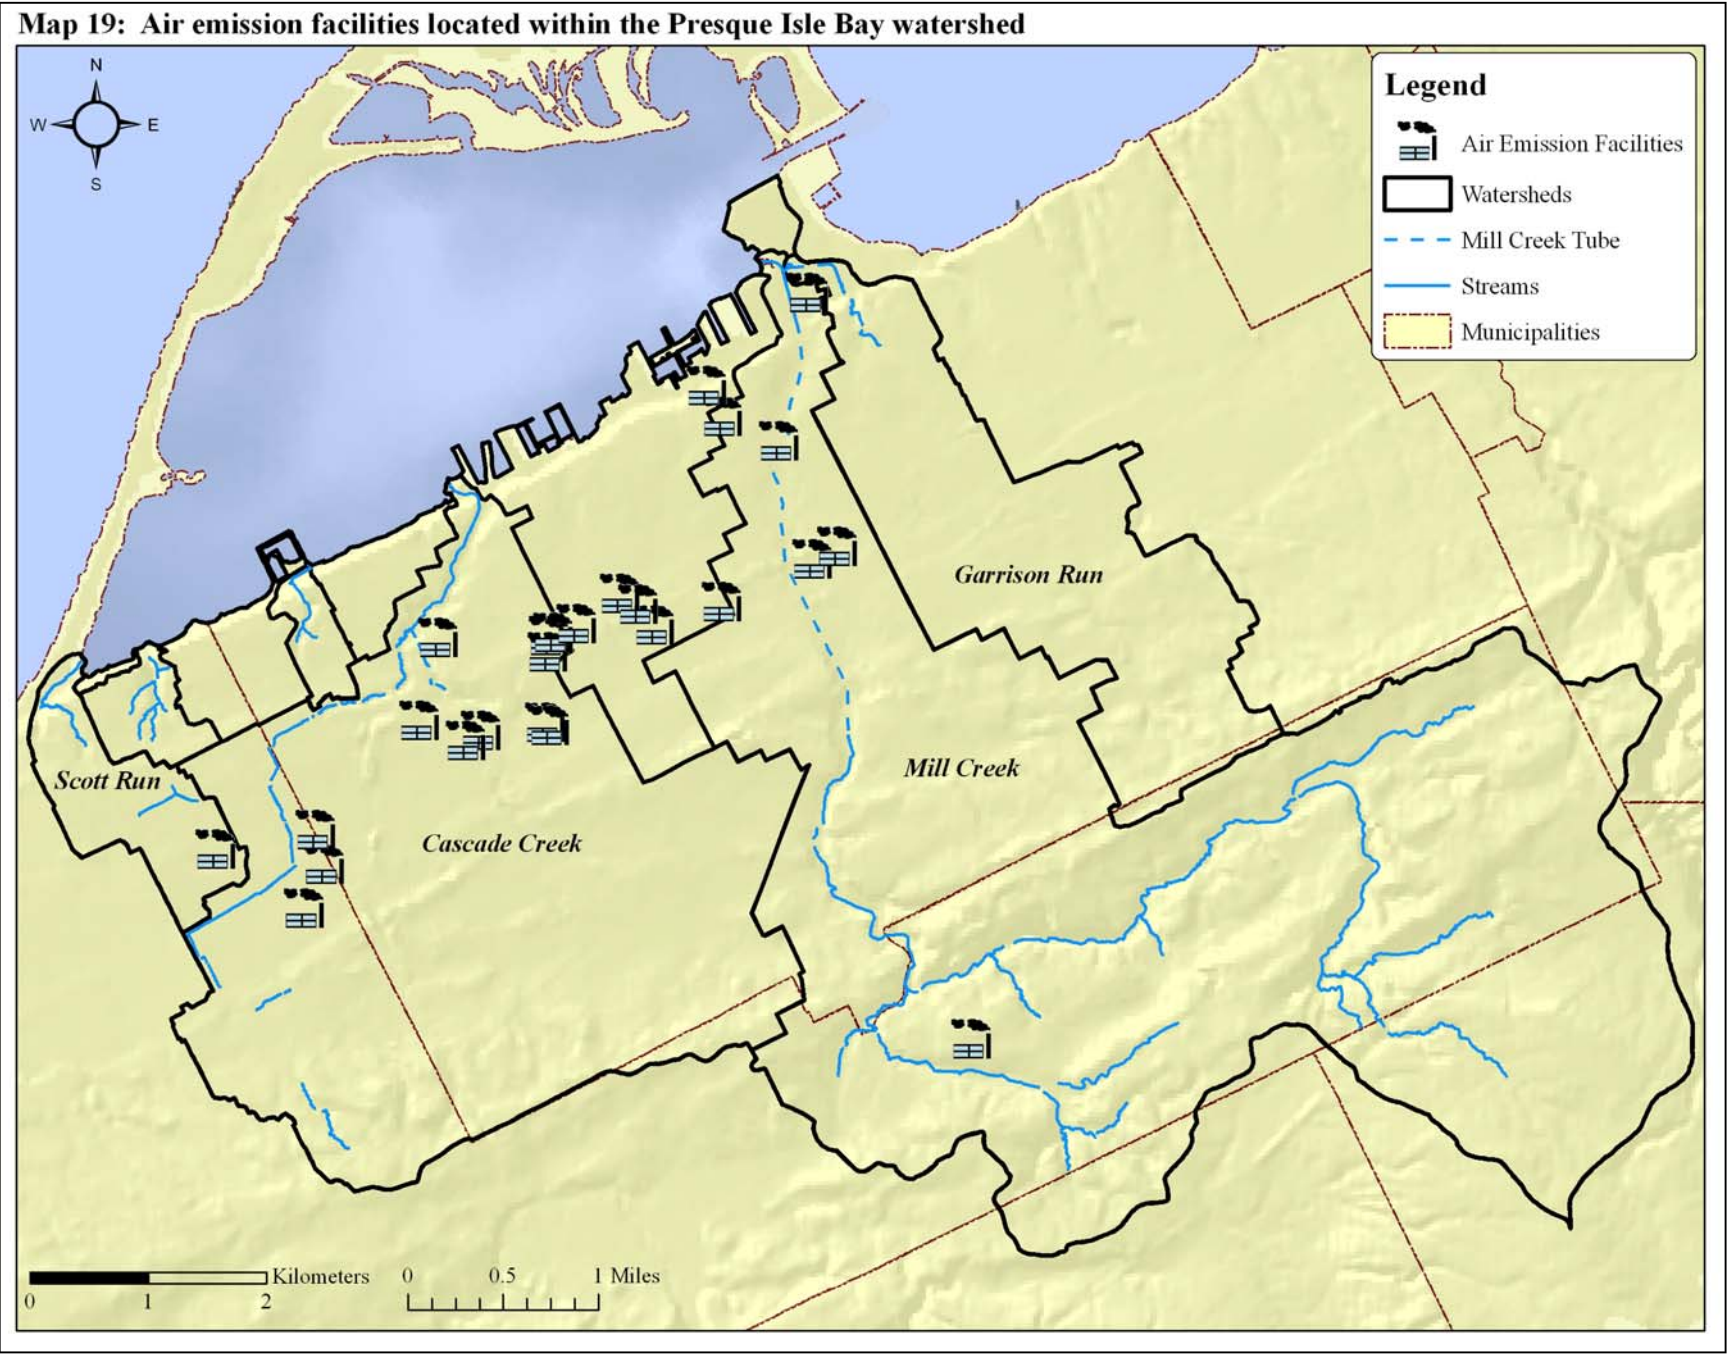 Map 19: Air emission facilities located within the Presque Isle Bay watershed
N
W E
S
Legend
Air Emission Facilities
Watersheds
Mill Creek Tube
Streams
Municipalities
Garrison Run
Mill Creek
Scott Run
Cascade Creek
Kilometers
0 1 2
0 0.5 1 Miles